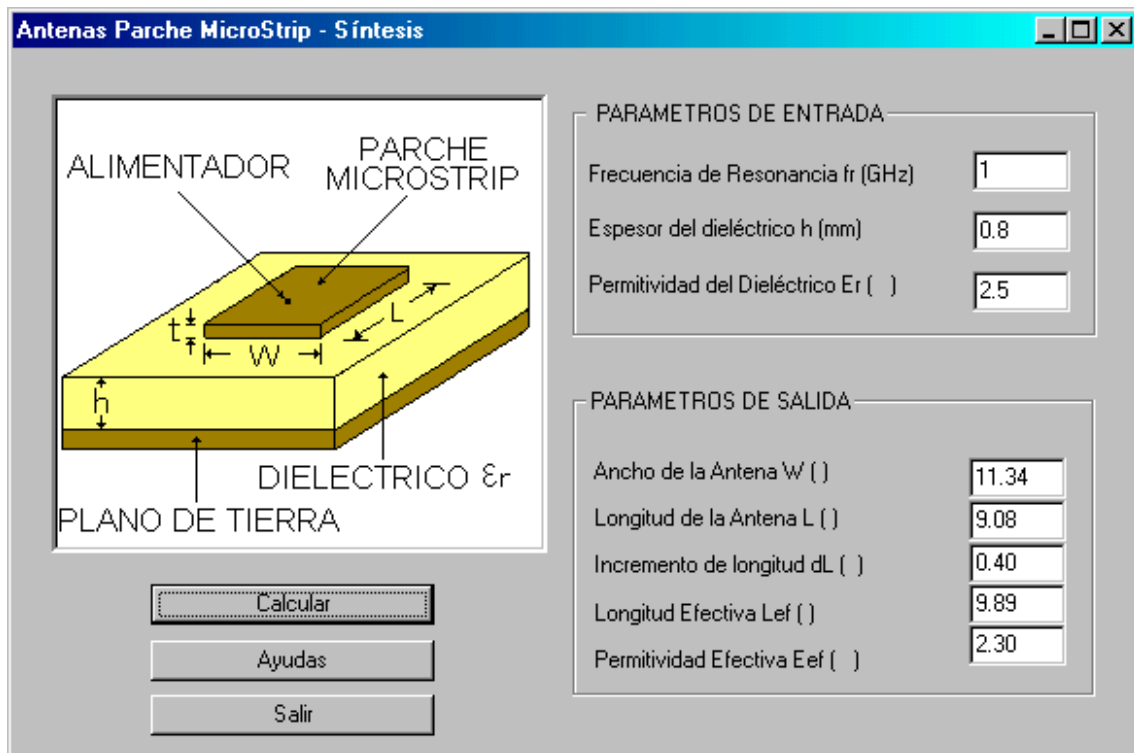 Antenas Parche MicroStrip - Síntesis
ALIMENTADOR
PARCHE
MICROSTRIP
t
W
L
h
DIELECTRICO εr
PLANO DE TIERRA
Calcular
Ayudas
Salir
PARAMETROS DE ENTRADA
Frecuencia de Resonancia fr (GHz) 1
Espesor del dieléctrico h (mm) 0.8
Permitividad del Dieléctrico Er ( ) 2.5
PARAMETROS DE SALIDA
Ancho de la Antena W ( ) 11.34
Longitud de la Antena L ( ) 9.08
Incremento de longitud dL ( ) 0.40
Longitud Efectiva Lef ( ) 9.89
Permitividad Efectiva Eef ( ) 2.30